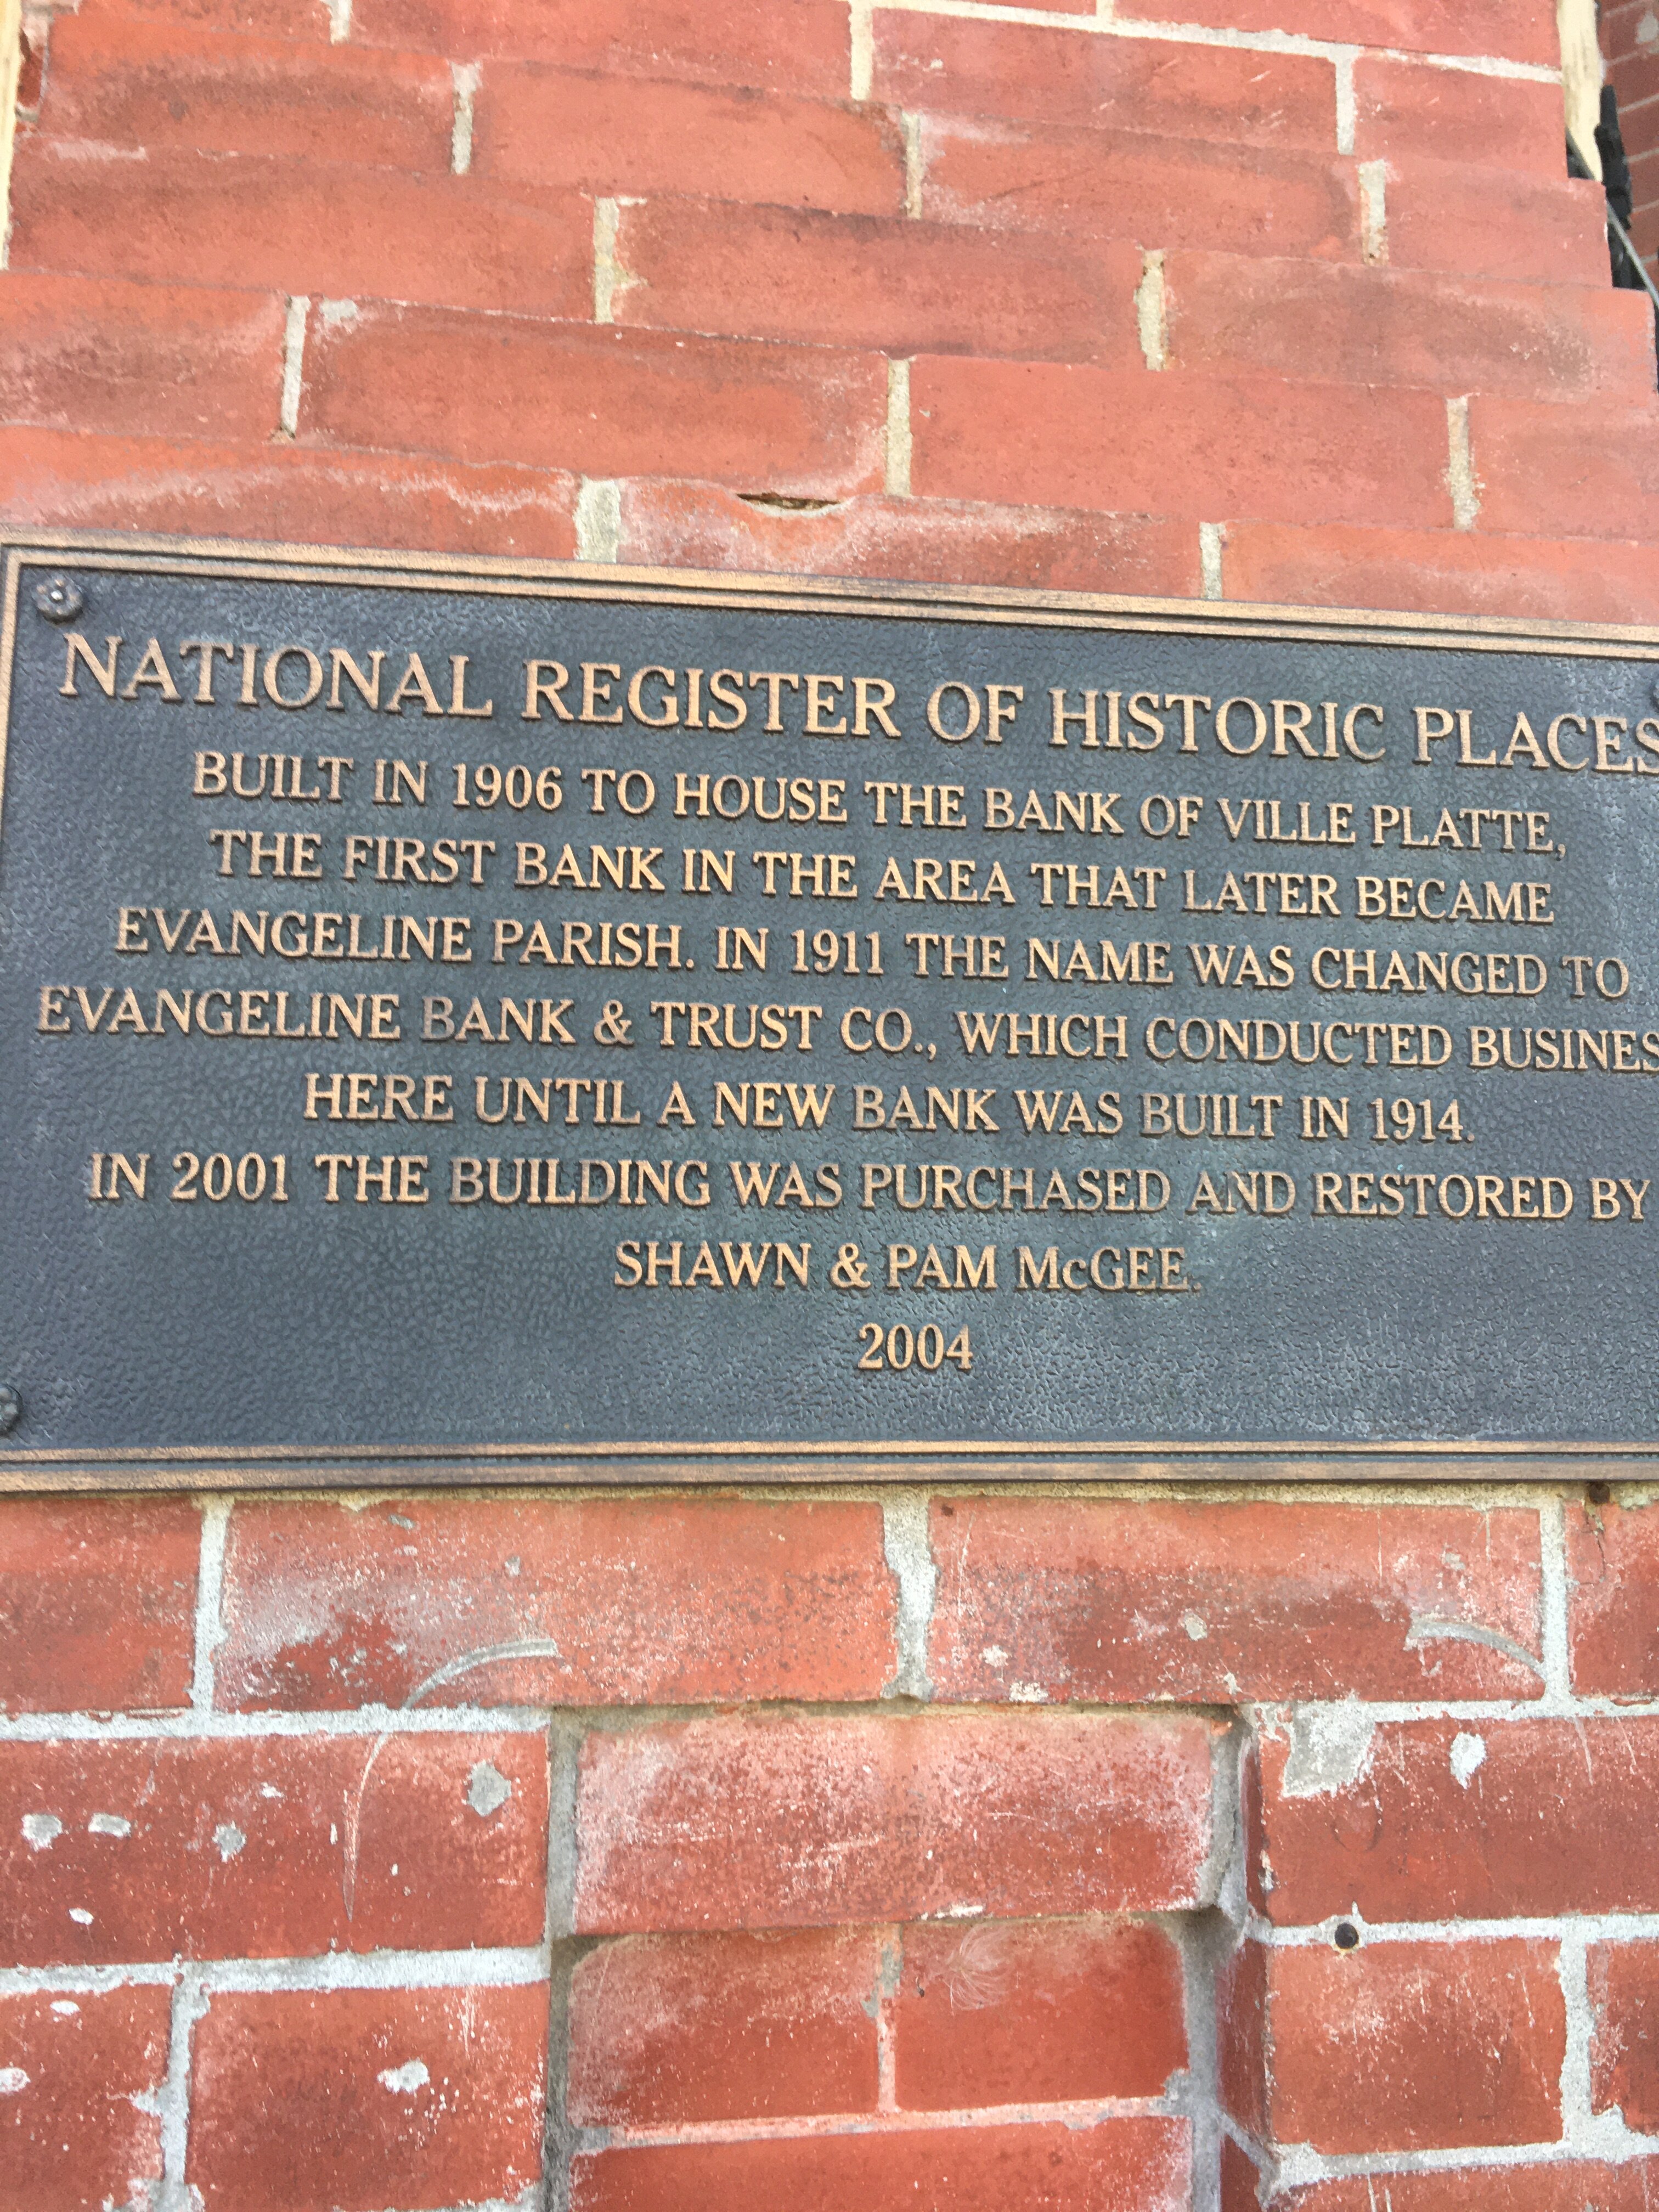 NATIONAL REGISTER OF HISTORIC PLACES
BUILT IN 1906 TO HOUSE THE BANK OF VILLE PLATTE,
THE FIRST BANK IN THE AREA THAT LATER BECAME
EVANGELINE PARISH. IN 1911 THE NAME WAS CHANGED TO
EVANGELINE BANK & TRUST CO., WHICH CONDUCTED BUSINES
HERE UNTIL A NEW BANK WAS BUILT IN 1914.
IN 2001 THE BUILDING WAS PURCHASED AND RESTORED BY
SHAWN & PAM McGEE.
2004